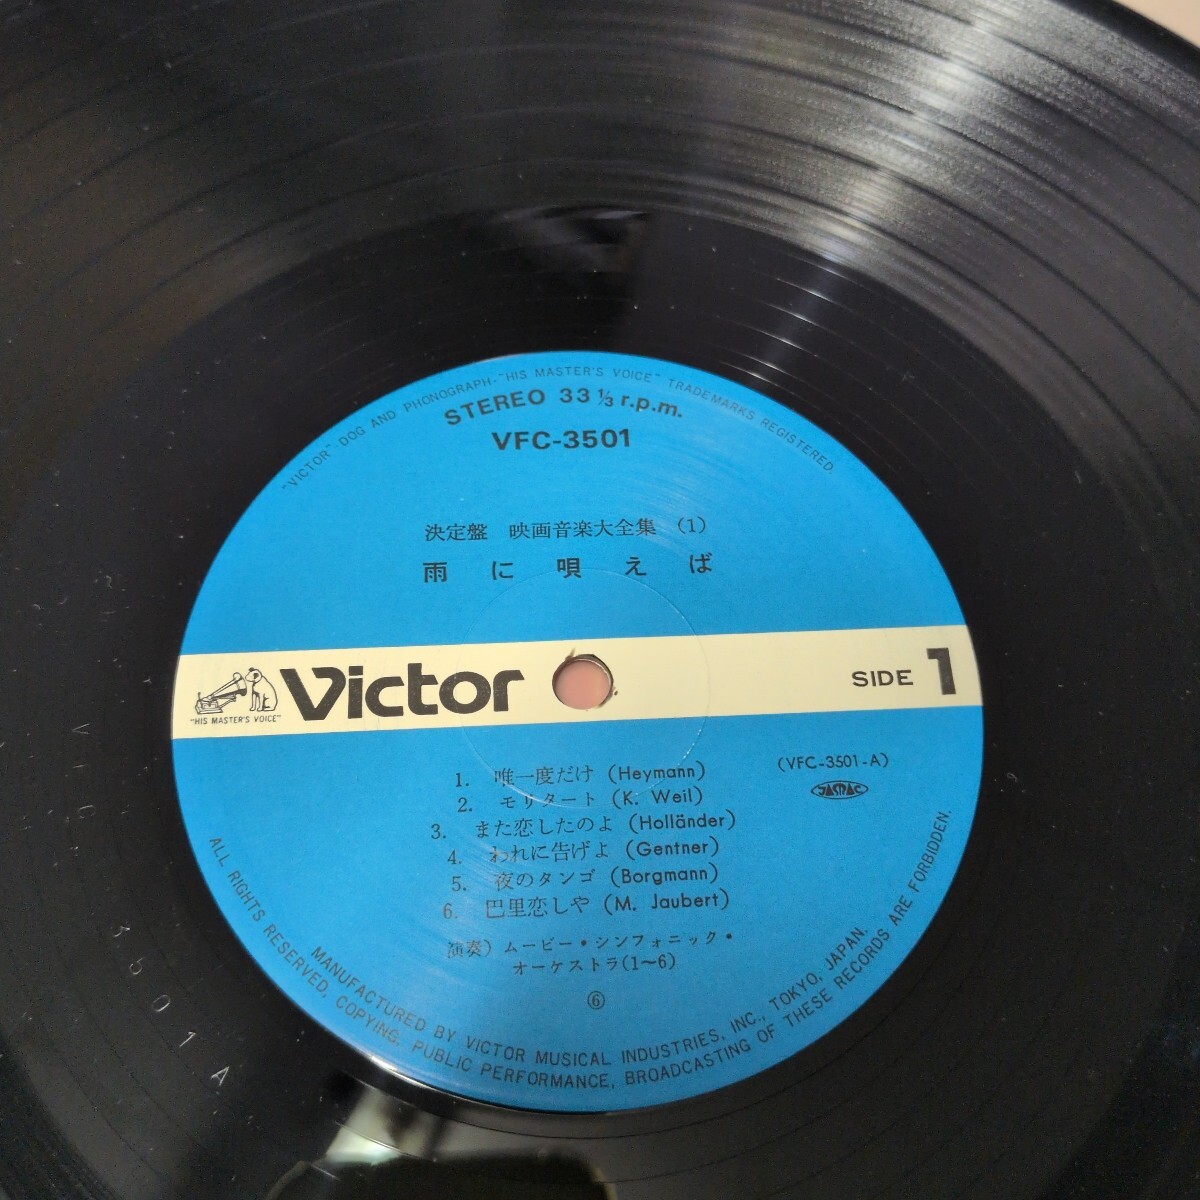 "VICTOR" DOG AND PHONOGRAPH-"HIS MASTER'S VOICE" TRADEMARKS REGISTERED.
STEREO 33 ⅓ r.p.m.
VFC-3501
決定盤 映画音楽大全集 (1)
雨に唄えば
"HIS MASTER'S VOICE"
Victor
SIDE 1
(VFC-3501-A)
JASRAC
1. 唯一度だけ (Heymann)
2. モリタート (K. Weil)
3. また恋したのよ (Holländer)
4. われに告げよ (Gentner)
5. 夜のタンゴ (Borgmann)
6. 巴里恋しや (M. Jaubert)
演奏) ムービー・シンフォニック・
オーケストラ(1〜6)
⑥
MANUFACTURED BY VICTOR MUSICAL INDUSTRIES, INC., TOKYO, JAPAN.
ALL RIGHTS RESERVED, COPYING, PUBLIC PERFORMANCE, BROADCASTING OF THESE RECORDS ARE FORBIDDEN.
VFC 3501A